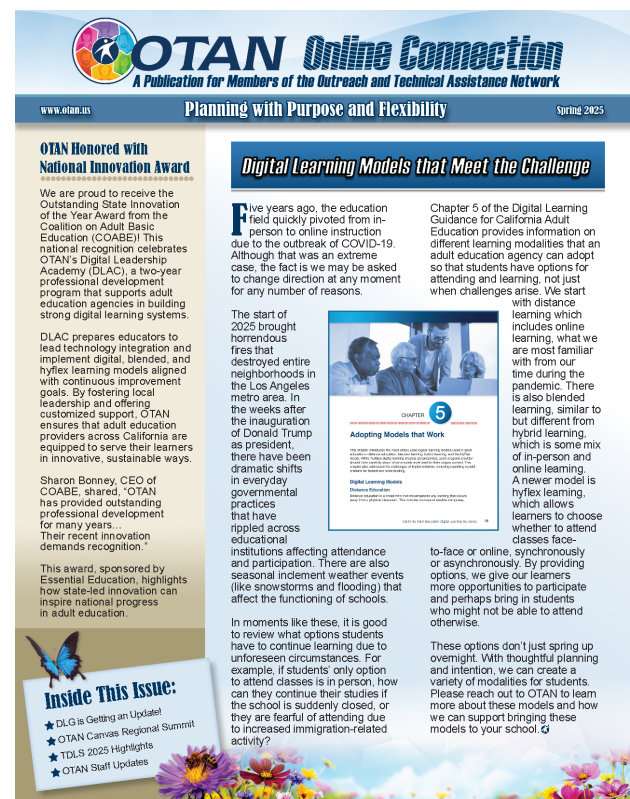 OTAN Online Connection
A Publication for Members of the Outreach and Technical Assistance Network
www.otan.us
Planning with Purpose and Flexibility
Spring 2025
OTAN Honored with
National Innovation Award
We are proud to receive the
Outstanding State Innovation
of the Year Award from the
Coalition on Adult Basic
Education (COABE)! This
national recognition celebrates
OTAN's Digital Leadership
Academy (DLAC), a two-year
professional development
program that supports adult
education agencies in building
strong digital learning systems.
DLAC prepares educators to
lead technology integration and
implement digital, blended, and
hyflex learning models aligned
with continuous improvement
goals. By fostering local
leadership and offering
customized support, OTAN
ensures that adult education
providers across California are
equipped to serve their learners
in innovative, sustainable ways.
Sharon Bonney, CEO of
COABE, shared, "OTAN
has provided outstanding
professional development
for many years…
Their recent innovation
demands recognition."
This award, sponsored by
Essential Education, highlights
how state-led innovation can
inspire national progress
in adult education.
Inside This Issue:
DLG is Getting an Update!
OTAN Canvas Regional Summit
TDLS 2025 Highlights
OTAN Staff Updates
Digital Learning Models that Meet the Challenge
Five years ago, the education
field quickly pivoted from in-
person to online instruction
due to the outbreak of COVID-19.
Although that was an extreme
case, the fact is we may be asked
to change direction at any moment
for any number of reasons.
The start of
2025 brought
horrendous
fires that
destroyed entire
neighborhoods in
the Los Angeles
metro area. In
the weeks after
the inauguration
of Donald Trump
as president,
there have been
dramatic shifts
in everyday
governmental
practices
that have
rippled across
educational
institutions affecting attendance
and participation. There are also
seasonal inclement weather events
(like snowstorms and flooding) that
affect the functioning of schools.
In moments like these, it is good
to review what options students
have to continue learning due to
unforeseen circumstances. For
example, if students' only option
to attend classes is in person, how
can they continue their studies if
the school is suddenly closed, or
they are fearful of attending due
to increased immigration-related
activity?
CHAPTER 5
Adopting Models that Work
Digital Learning Models
Distance Education
Chapter 5 of the Digital Learning
Guidance for California Adult
Education provides information on
different learning modalities that an
adult education agency can adopt
so that students have options for
attending and learning, not just
when challenges arise. We start
with distance
learning which
includes online
learning, what we
are most familiar
with from our
time during the
pandemic. There
is also blended
learning, similar to
but different from
hybrid learning,
which is some mix
of in-person and
online learning.
A newer model is
hyflex learning,
which allows
learners to choose
whether to attend
classes face-
to-face or online, synchronously
or asynchronously. By providing
options, we give our learners
more opportunities to participate
and perhaps bring in students
who might not be able to attend
otherwise.
These options don't just spring up
overnight. With thoughtful planning
and intention, we can create a
variety of modalities for students.
Please reach out to OTAN to learn
more about these models and how
we can support bringing these
models to your school.